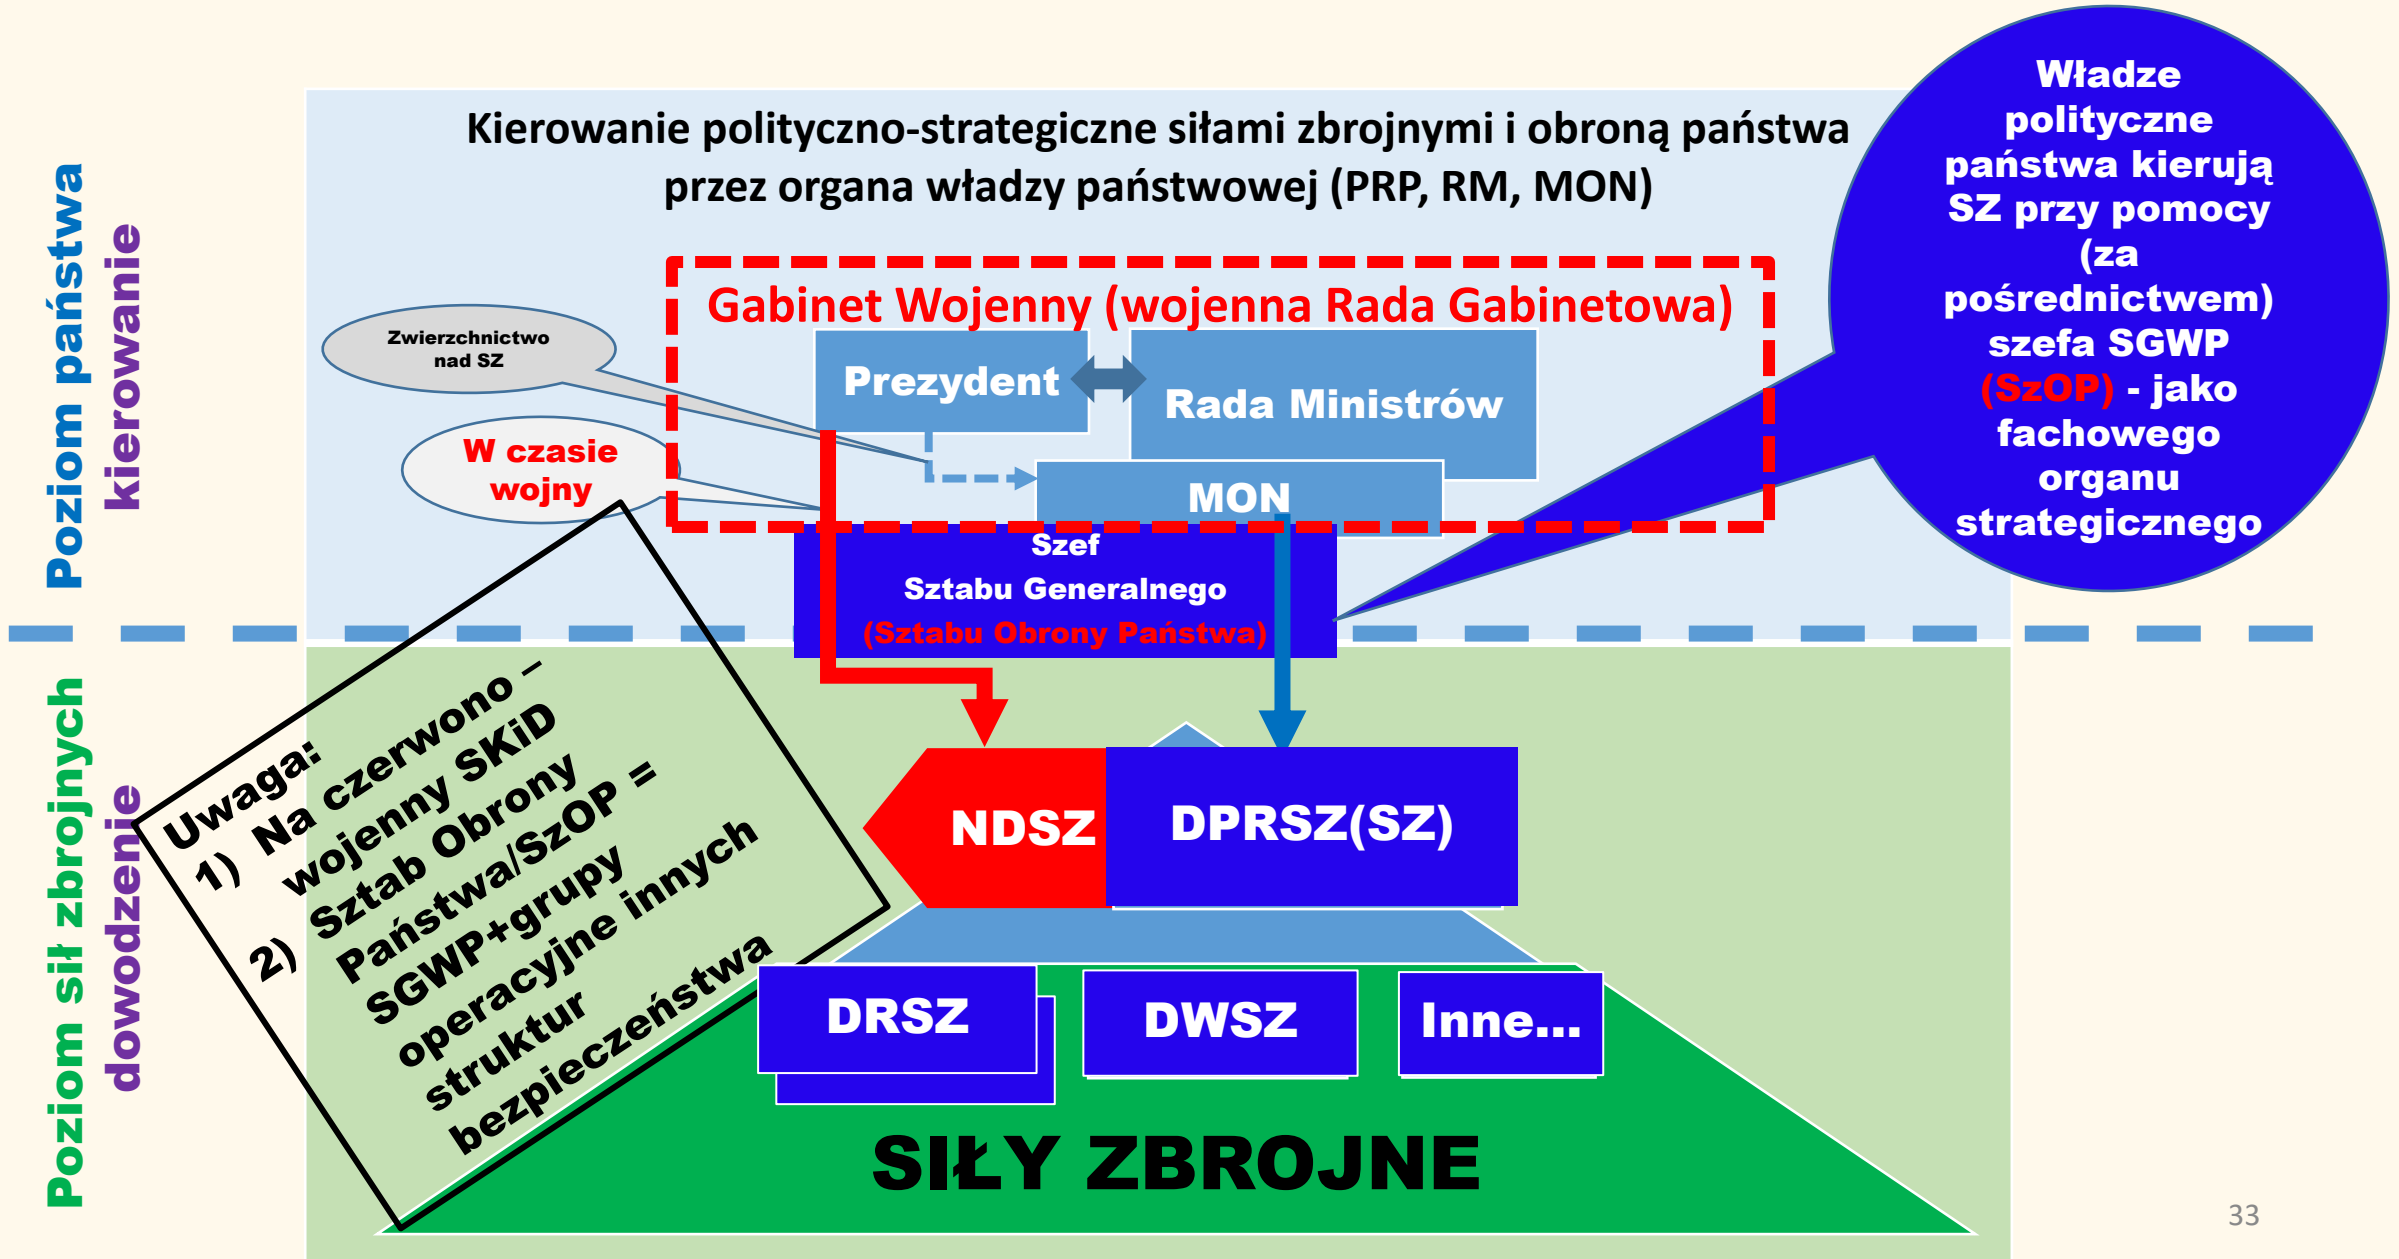 Kierowanie polityczno-strategiczne siłami zbrojnymi i obroną państwa
przez organa władzy państwowej (PRP, RM, MON)
Władze
polityczne
państwa kierują
SZ przy pomocy
(za
pośrednictwem)
szefa SGWP
(SzOP) - jako
fachowego
organu
strategicznego
Poziom państwa
kierowanie
Gabinet Wojenny (wojenna Rada Gabinetowa)
Zwierzchnictwo
nad SZ
Prezydent
Rada Ministrów
W czasie
wojny
MON
Szef
Sztabu Generalnego
(Sztabu Obrony Państwa)
Poziom sił zbrojnych
dowodzenie
Uwaga:
1) Na czerwono –
wojenny SKiD
2) Sztab Obrony
Państwa/SzOP =
SGWP+grupy
operacyjne innych
struktur
bezpieczeństwa
NDSZ
DPRSZ(SZ)
DRSZ
DWSZ
Inne...
SIŁY ZBROJNE
33